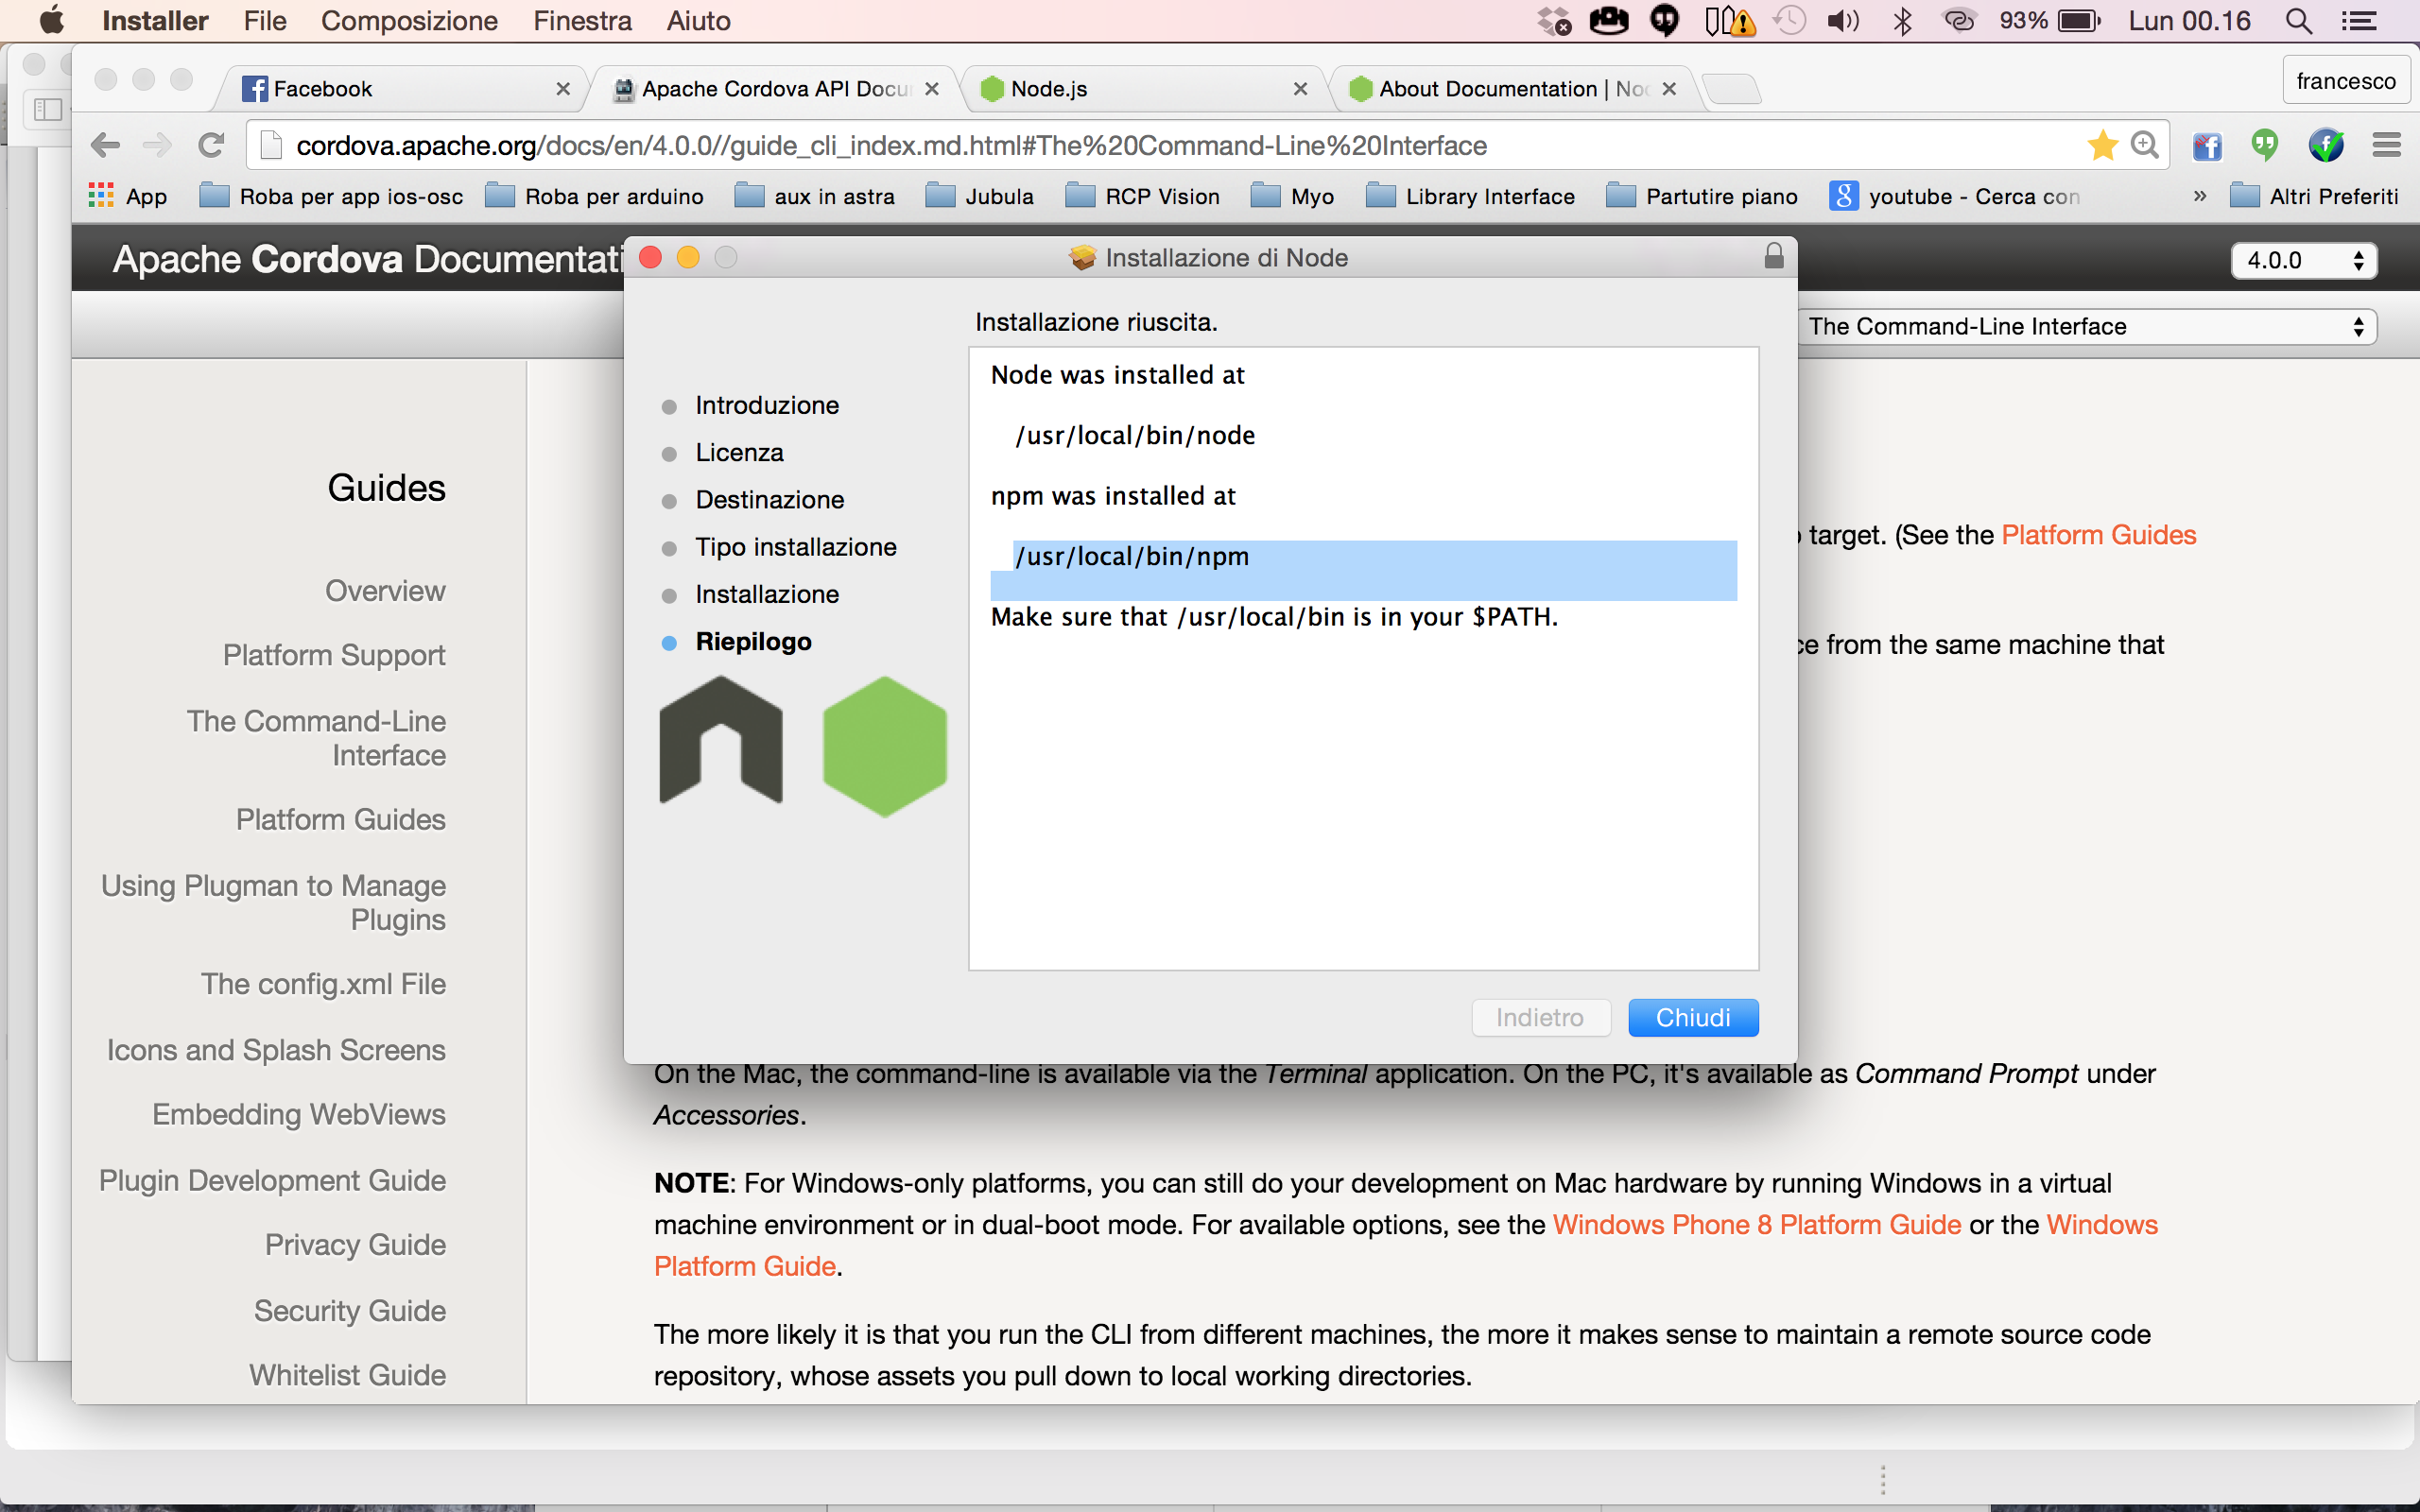 Installer File Composizione Finestra Aiuto 93% Lun 00.16
Facebook Apache Cordova API Docu Node.js About Documentation | Noc francesco
cordova.apache.org/docs/en/4.0.0//guide_cli_index.md.html#The%20Command-Line%20Interface
App Roba per app ios-osc Roba per arduino aux in astra Jubula RCP Vision Myo Library Interface Partutire piano youtube - Cerca con » Altri Preferiti
Apache Cordova Documentati 4.0.0
The Command-Line Interface
Installazione di Node
Installazione riuscita.
Introduzione
Licenza
Destinazione
Tipo installazione
Installazione
Riepilogo
Node was installed at
/usr/local/bin/node
npm was installed at
/usr/local/bin/npm
Make sure that /usr/local/bin is in your $PATH.
Indietro Chiudi
Guides
Overview
Platform Support
The Command-Line
Interface
Platform Guides
Using Plugman to Manage
Plugins
The config.xml File
Icons and Splash Screens
Embedding WebViews
Plugin Development Guide
Privacy Guide
Security Guide
Whitelist Guide
target. (See the Platform Guides
from the same machine that
On the Mac, the command-line is available via the Terminal application. On the PC, it's available as Command Prompt under
Accessories.
NOTE: For Windows-only platforms, you can still do your development on Mac hardware by running Windows in a virtual
machine environment or in dual-boot mode. For available options, see the Windows Phone 8 Platform Guide or the Windows
Platform Guide.
The more likely it is that you run the CLI from different machines, the more it makes sense to maintain a remote source code
repository, whose assets you pull down to local working directories.